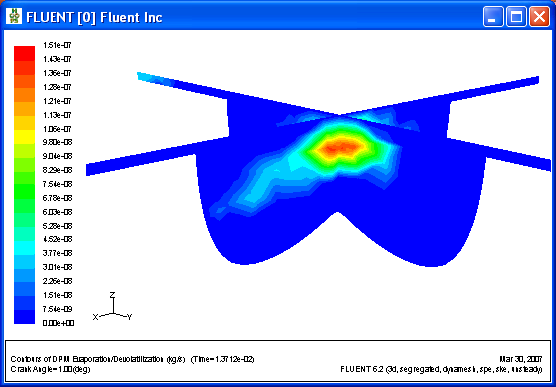 FLUENT [0] Fluent Inc
1.51e-07
1.43e-07
1.36e-07
1.28e-07
1.21e-07
1.13e-07
1.06e-07
9.80e-08
9.05e-08
8.29e-08
7.54e-08
6.78e-08
6.03e-08
5.28e-08
4.52e-08
3.77e-08
3.01e-08
2.26e-08
1.51e-08
7.54e-09
0.00e+00
Z
X Y
Contours of DPM Evaporation/Devolatilization (kg/s) (Time=1.3712e-02)
Crank Angle=1.00(deg)
Mar 30, 2007
FLUENT 6.2 (3d, segregated, dynamesh, spe, ske, unsteady)